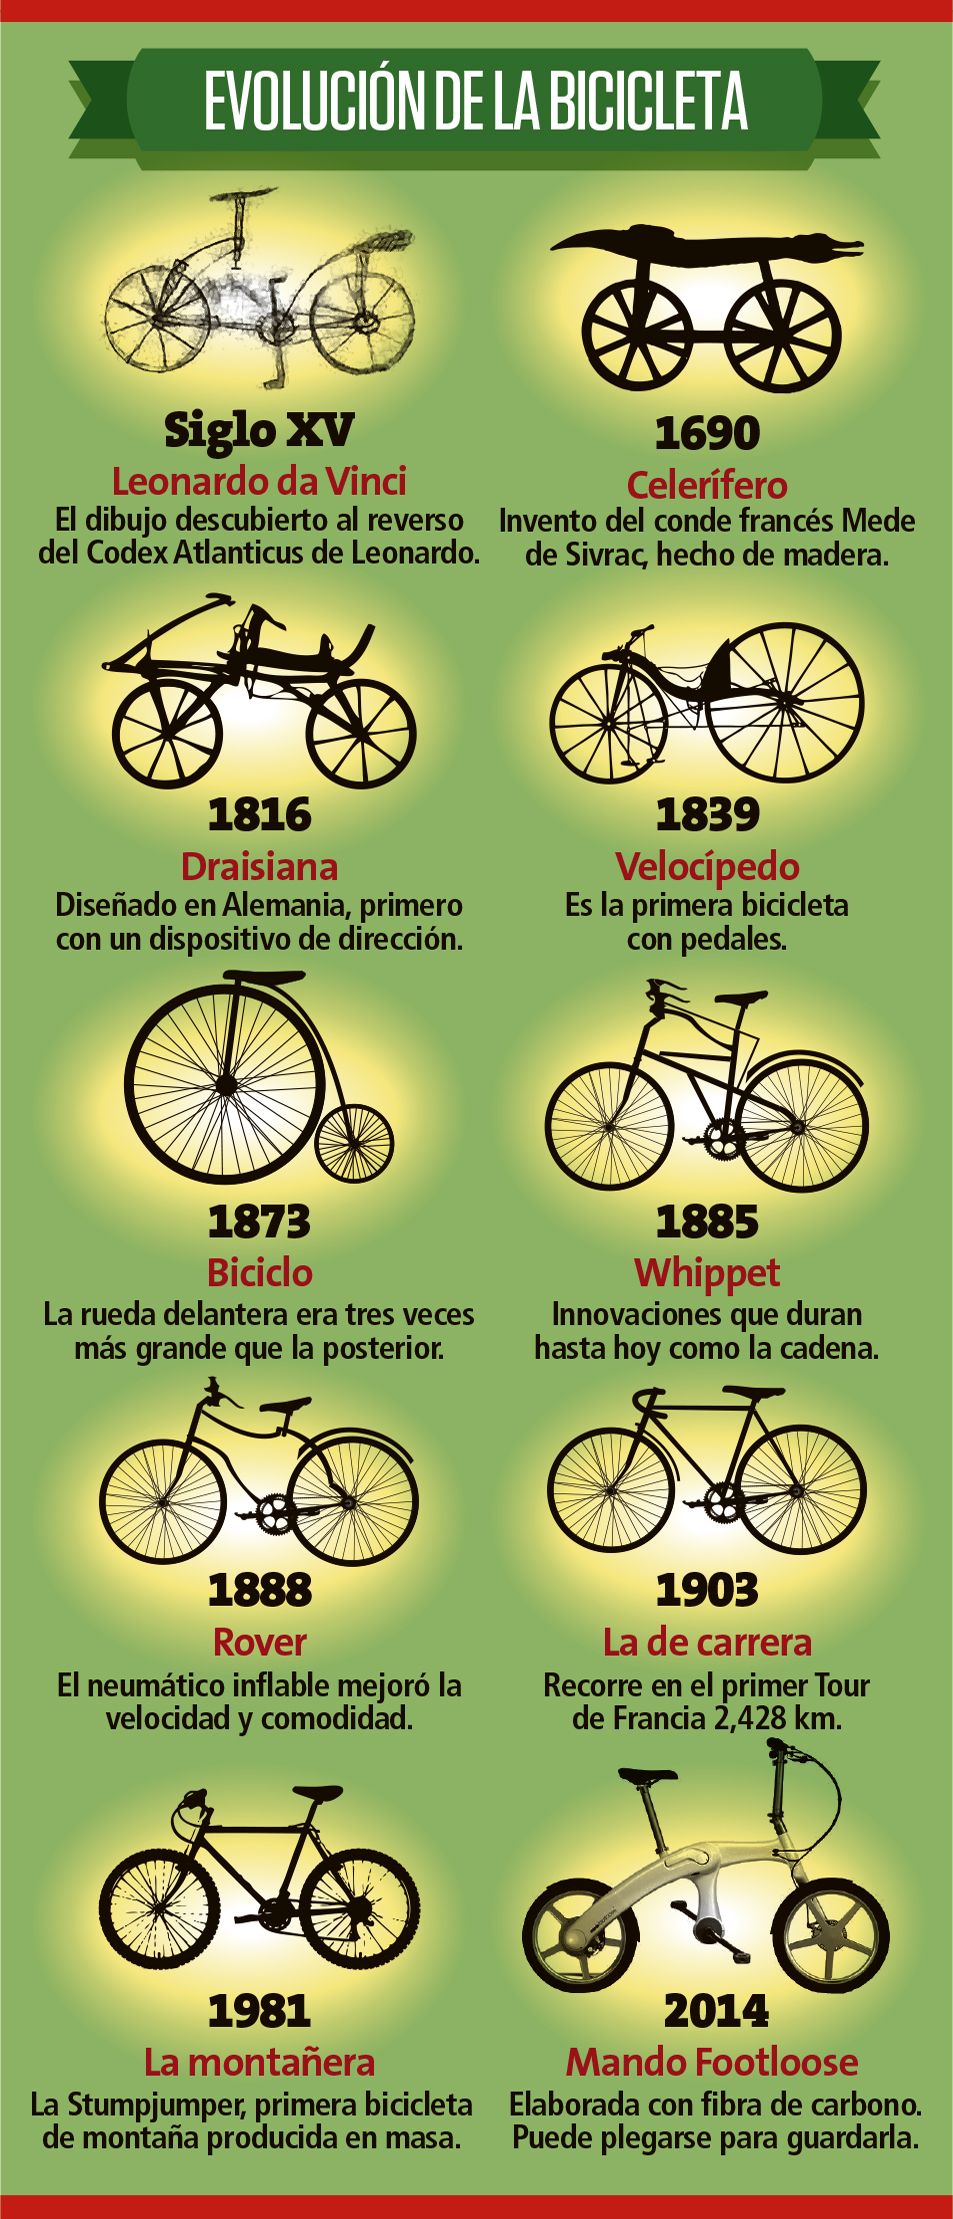 EVOLUCIÓN DE LA BICICLETA
Siglo XV
Leonardo da Vinci
El dibujo descubierto al reverso
del Codex Atlanticus de Leonardo.
1690
Celerífero
Invento del conde francés Mede
de Sivrac, hecho de madera.
1816
Draisiana
Diseñado en Alemania, primero
con un dispositivo de dirección.
1839
Velocípedo
Es la primera bicicleta
con pedales.
1873
Biciclo
La rueda delantera era tres veces
más grande que la posterior.
1885
Whippet
Innovaciones que duran
hasta hoy como la cadena.
1888
Rover
El neumático inflable mejoró la
velocidad y comodidad.
1903
La de carrera
Recorre en el primer Tour
de Francia 2,428 km.
1981
La montañera
La Stumpjumper, primera bicicleta
de montaña producida en masa.
2014
Mando Footloose
Elaborada con fibra de carbono.
Puede plegarse para guardarla.